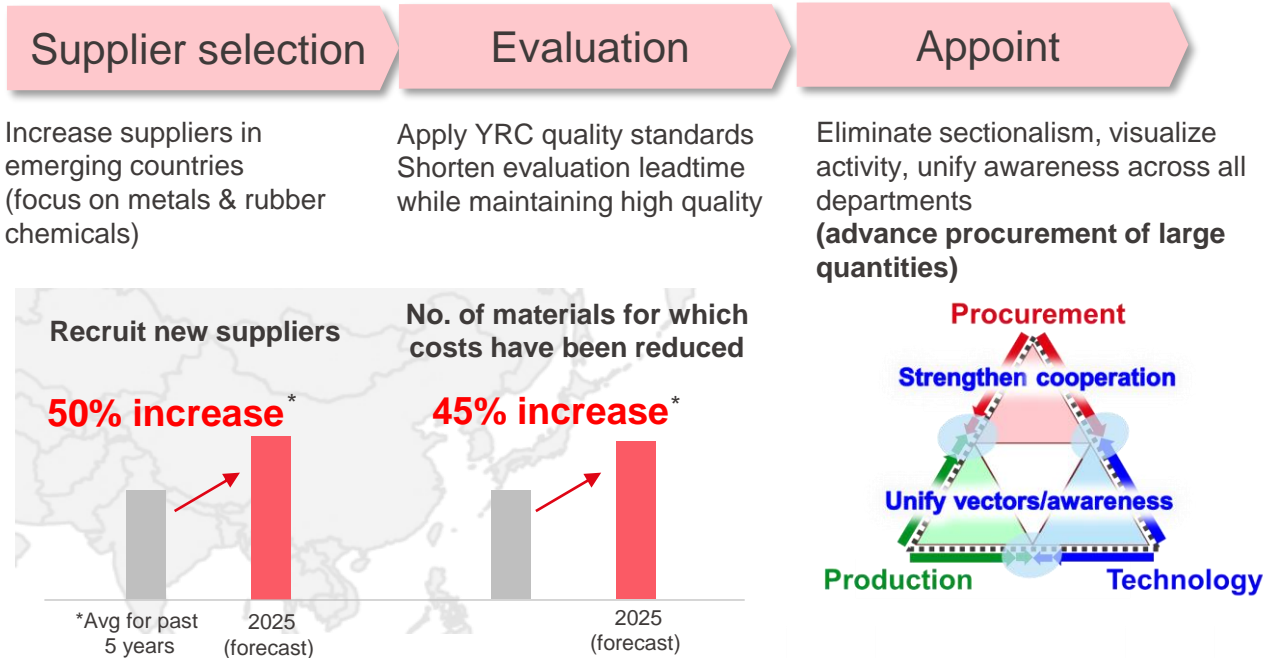 Supplier selection
Evaluation
Appoint
Increase suppliers in
emerging countries
(focus on metals & rubber
chemicals)
Apply YRC quality standards
Shorten evaluation leadtime
while maintaining high quality
Eliminate sectionalism, visualize
activity, unify awareness across all
departments
(advance procurement of large
quantities)
Recruit new suppliers
50% increase*
*Avg for past
5 years
2025
(forecast)
No. of materials for which
costs have been reduced
45% increase*
2025
(forecast)
Procurement
Strengthen cooperation
Unify vectors/awareness
Production
Technology